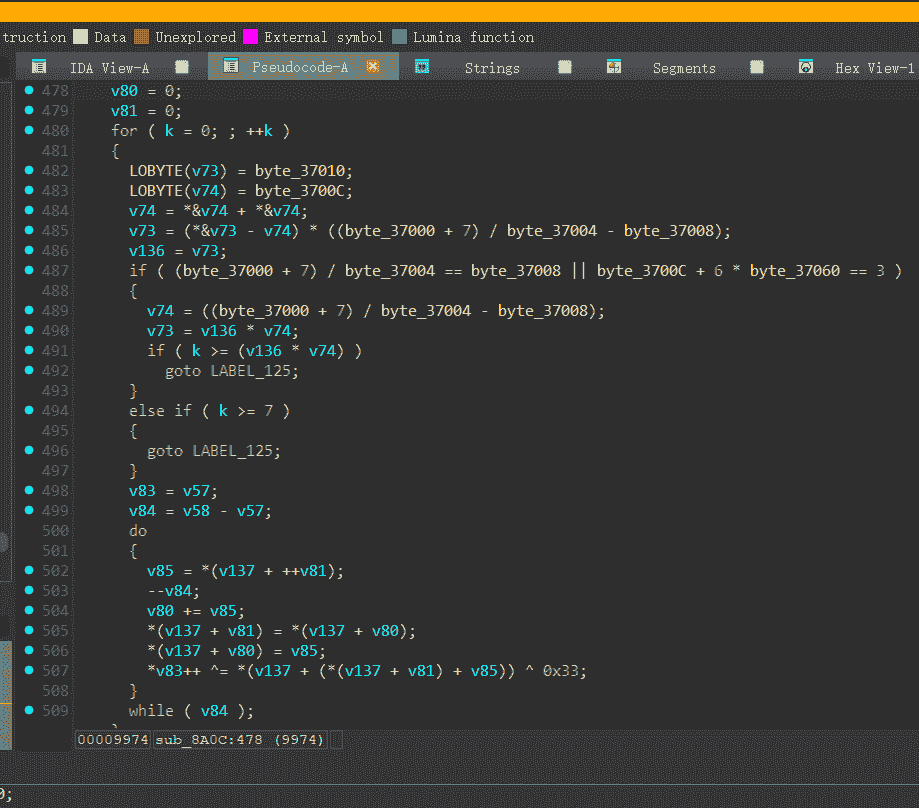 truction Data Unexplored External symbol Lumina function
IDA View-A Pseudocode-A Strings Segments Hex View-1
478 v80 = 0;
479 v81 = 0;
480 for ( k = 0; ; ++k )
481 {
482 LOBYTE(v73) = byte_37010;
483 LOBYTE(v74) = byte_3700C;
484 v74 = *&v74 + *&v74;
485 v73 = (*&v73 - v74) * ((byte_37000 + 7) / byte_37004 - byte_37008);
486 v136 = v73;
487 if ( (byte_37000 + 7) / byte_37004 == byte_37008 || byte_3700C + 6 * byte_37060 == 3 )
488 {
489 v74 = ((byte_37000 + 7) / byte_37004 - byte_37008);
490 v73 = v136 * v74;
491 if ( k >= (v136 * v74) )
492 goto LABEL_125;
493 }
494 else if ( k >= 7 )
495 {
496 goto LABEL_125;
497 }
498 v83 = v57;
499 v84 = v58 - v57;
500 do
501 {
502 v85 = *(v137 + ++v81);
503 --v84;
504 v80 += v85;
505 *(v137 + v81) = *(v137 + v80);
506 *(v137 + v80) = v85;
507 *v83++ ^= *(v137 + (*(v137 + v81) + v85)) ^ 0x33;
508 }
509 while ( v84 );
00009974 sub_8A0C:478 (9974)
0;